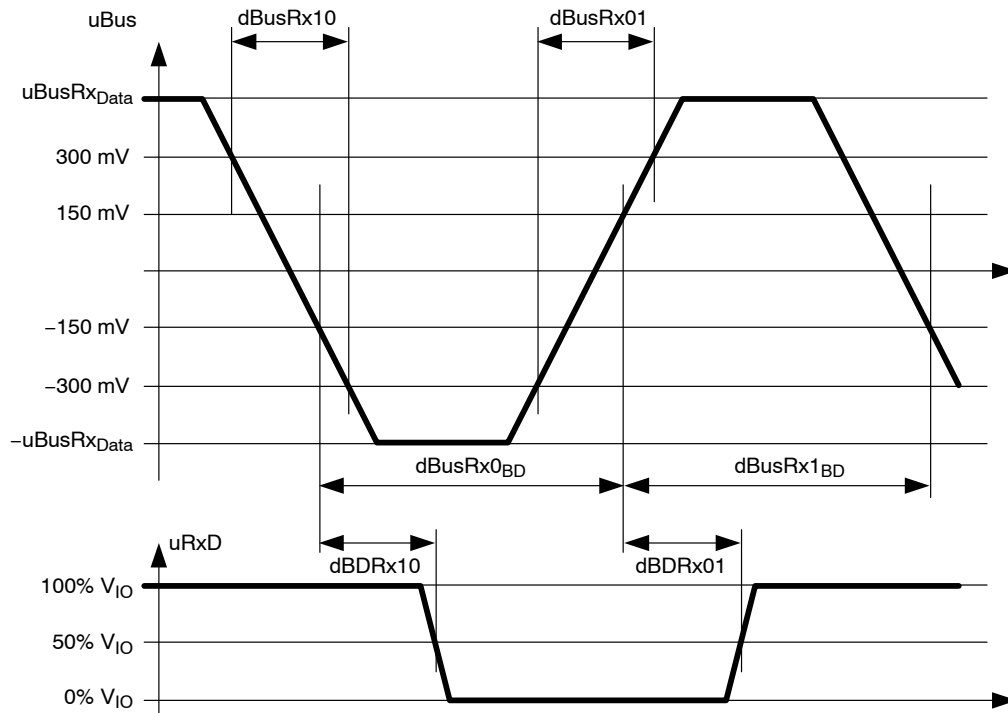 uBus
dBusRx10
dBusRx01
uBusRxData
300 mV
150 mV
−150 mV
−300 mV
−uBusRxData
dBusRx0BD
dBusRx1BD
uRxD
dBDRx10
dBDRx01
100% VIO
50% VIO
0% VIO